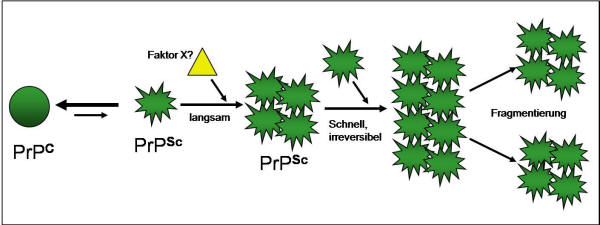 Faktor X?
langsam
Schnell,
irreversibel
Fragmentierung
PrPC
PrPSc
PrPSc